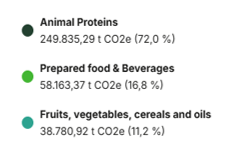 Animal Proteins
249.835,29 t CO2e (72,0 %)
Prepared food & Beverages
58.163,37 t CO2e (16,8 %)
Fruits, vegetables, cereals and oils
38.780,92 t CO2e (11,2 %)